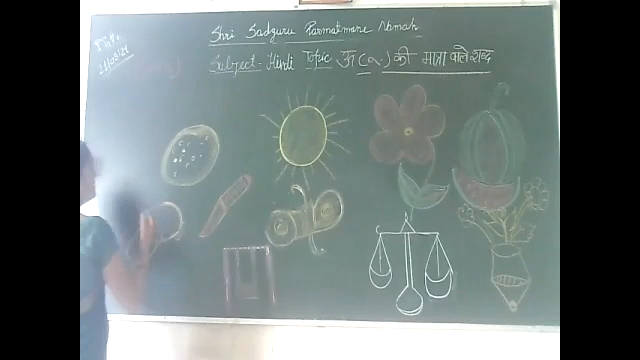 Shri Sadguru Parmatmane Namah
Subject - Hindi Topic ऊ (ू) की मात्रा वाले शब्द